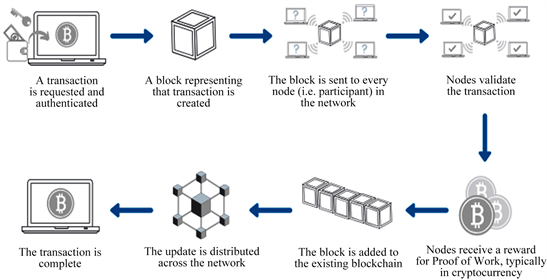 A transaction
is requested and
authenticated
A block representing
that transaction is
created
The block is sent to every
node (i.e. participant) in
the network
Nodes validate
the transaction
Nodes receive a reward
for Proof of Work, typically
in cryptocurrency
The block is added to
the existing blockchain
The update is distributed
across the network
The transaction is
complete